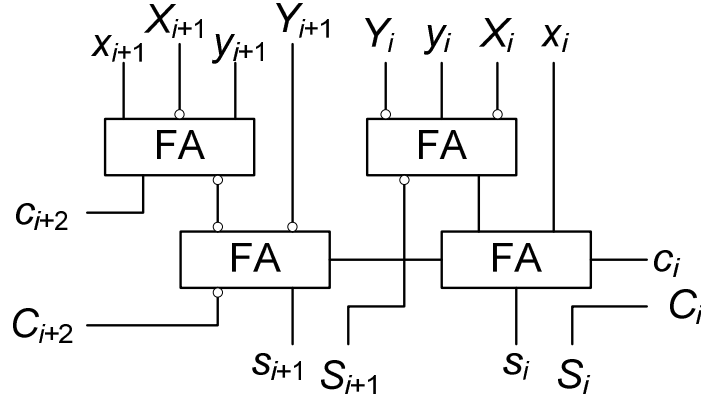 x_{i+1} X_{i+1} y_{i+1} Y_{i+1} Y_i y_i X_i x_i
FA FA
c_{i+2}
FA FA c_i
C_{i+2} C_i
s_{i+1} S_{i+1} s_i S_i